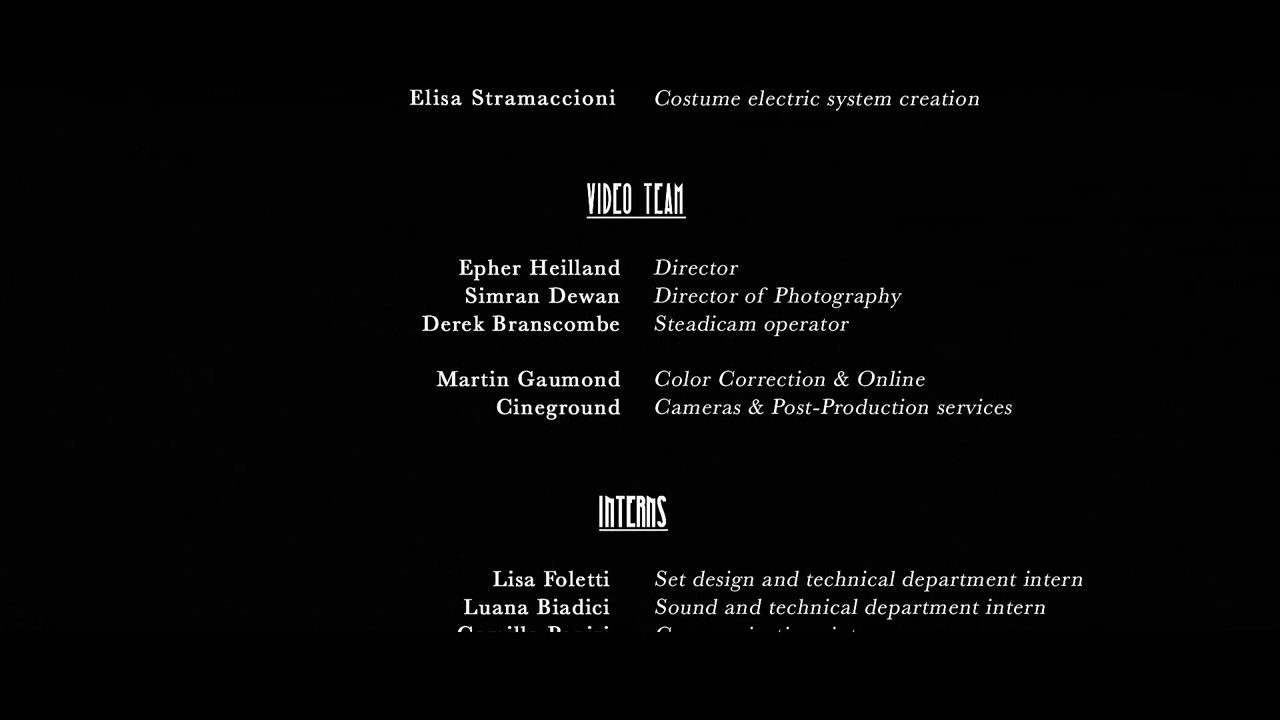 Elisa Stramaccioni Costume electric system creation
VIDEO TEAM
Epher Heilland Director
Simran Dewan Director of Photography
Derek Branscombe Steadicam operator
Martin Gaumond Color Correction & Online
Cineground Cameras & Post-Production services
INTERNS
Lisa Foletti Set design and technical department intern
Luana Biadici Sound and technical department intern